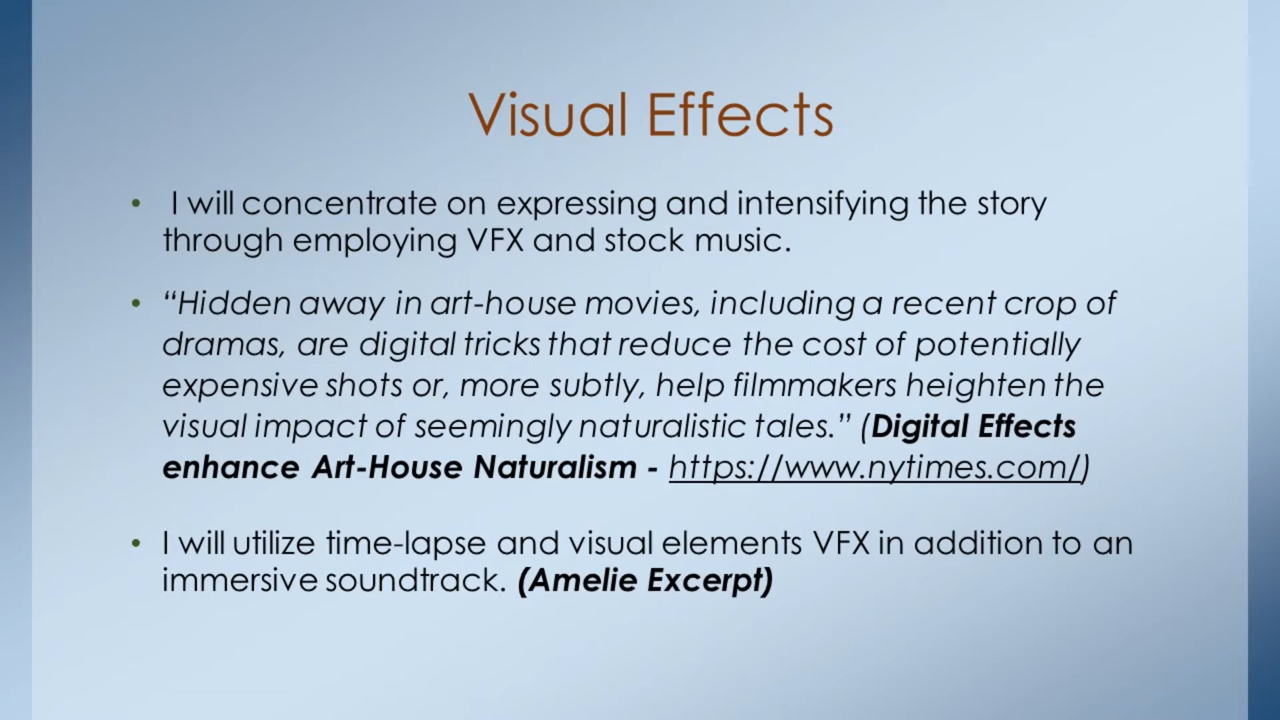 Visual Effects
• I will concentrate on expressing and intensifying the story
through employing VFX and stock music.
• “Hidden away in art-house movies, including a recent crop of
dramas, are digital tricks that reduce the cost of potentially
expensive shots or, more subtly, help filmmakers heighten the
visual impact of seemingly naturalistic tales.” (Digital Effects
enhance Art-House Naturalism - https://www.nytimes.com/)
• I will utilize time-lapse and visual elements VFX in addition to an
immersive soundtrack. (Amelie Excerpt)